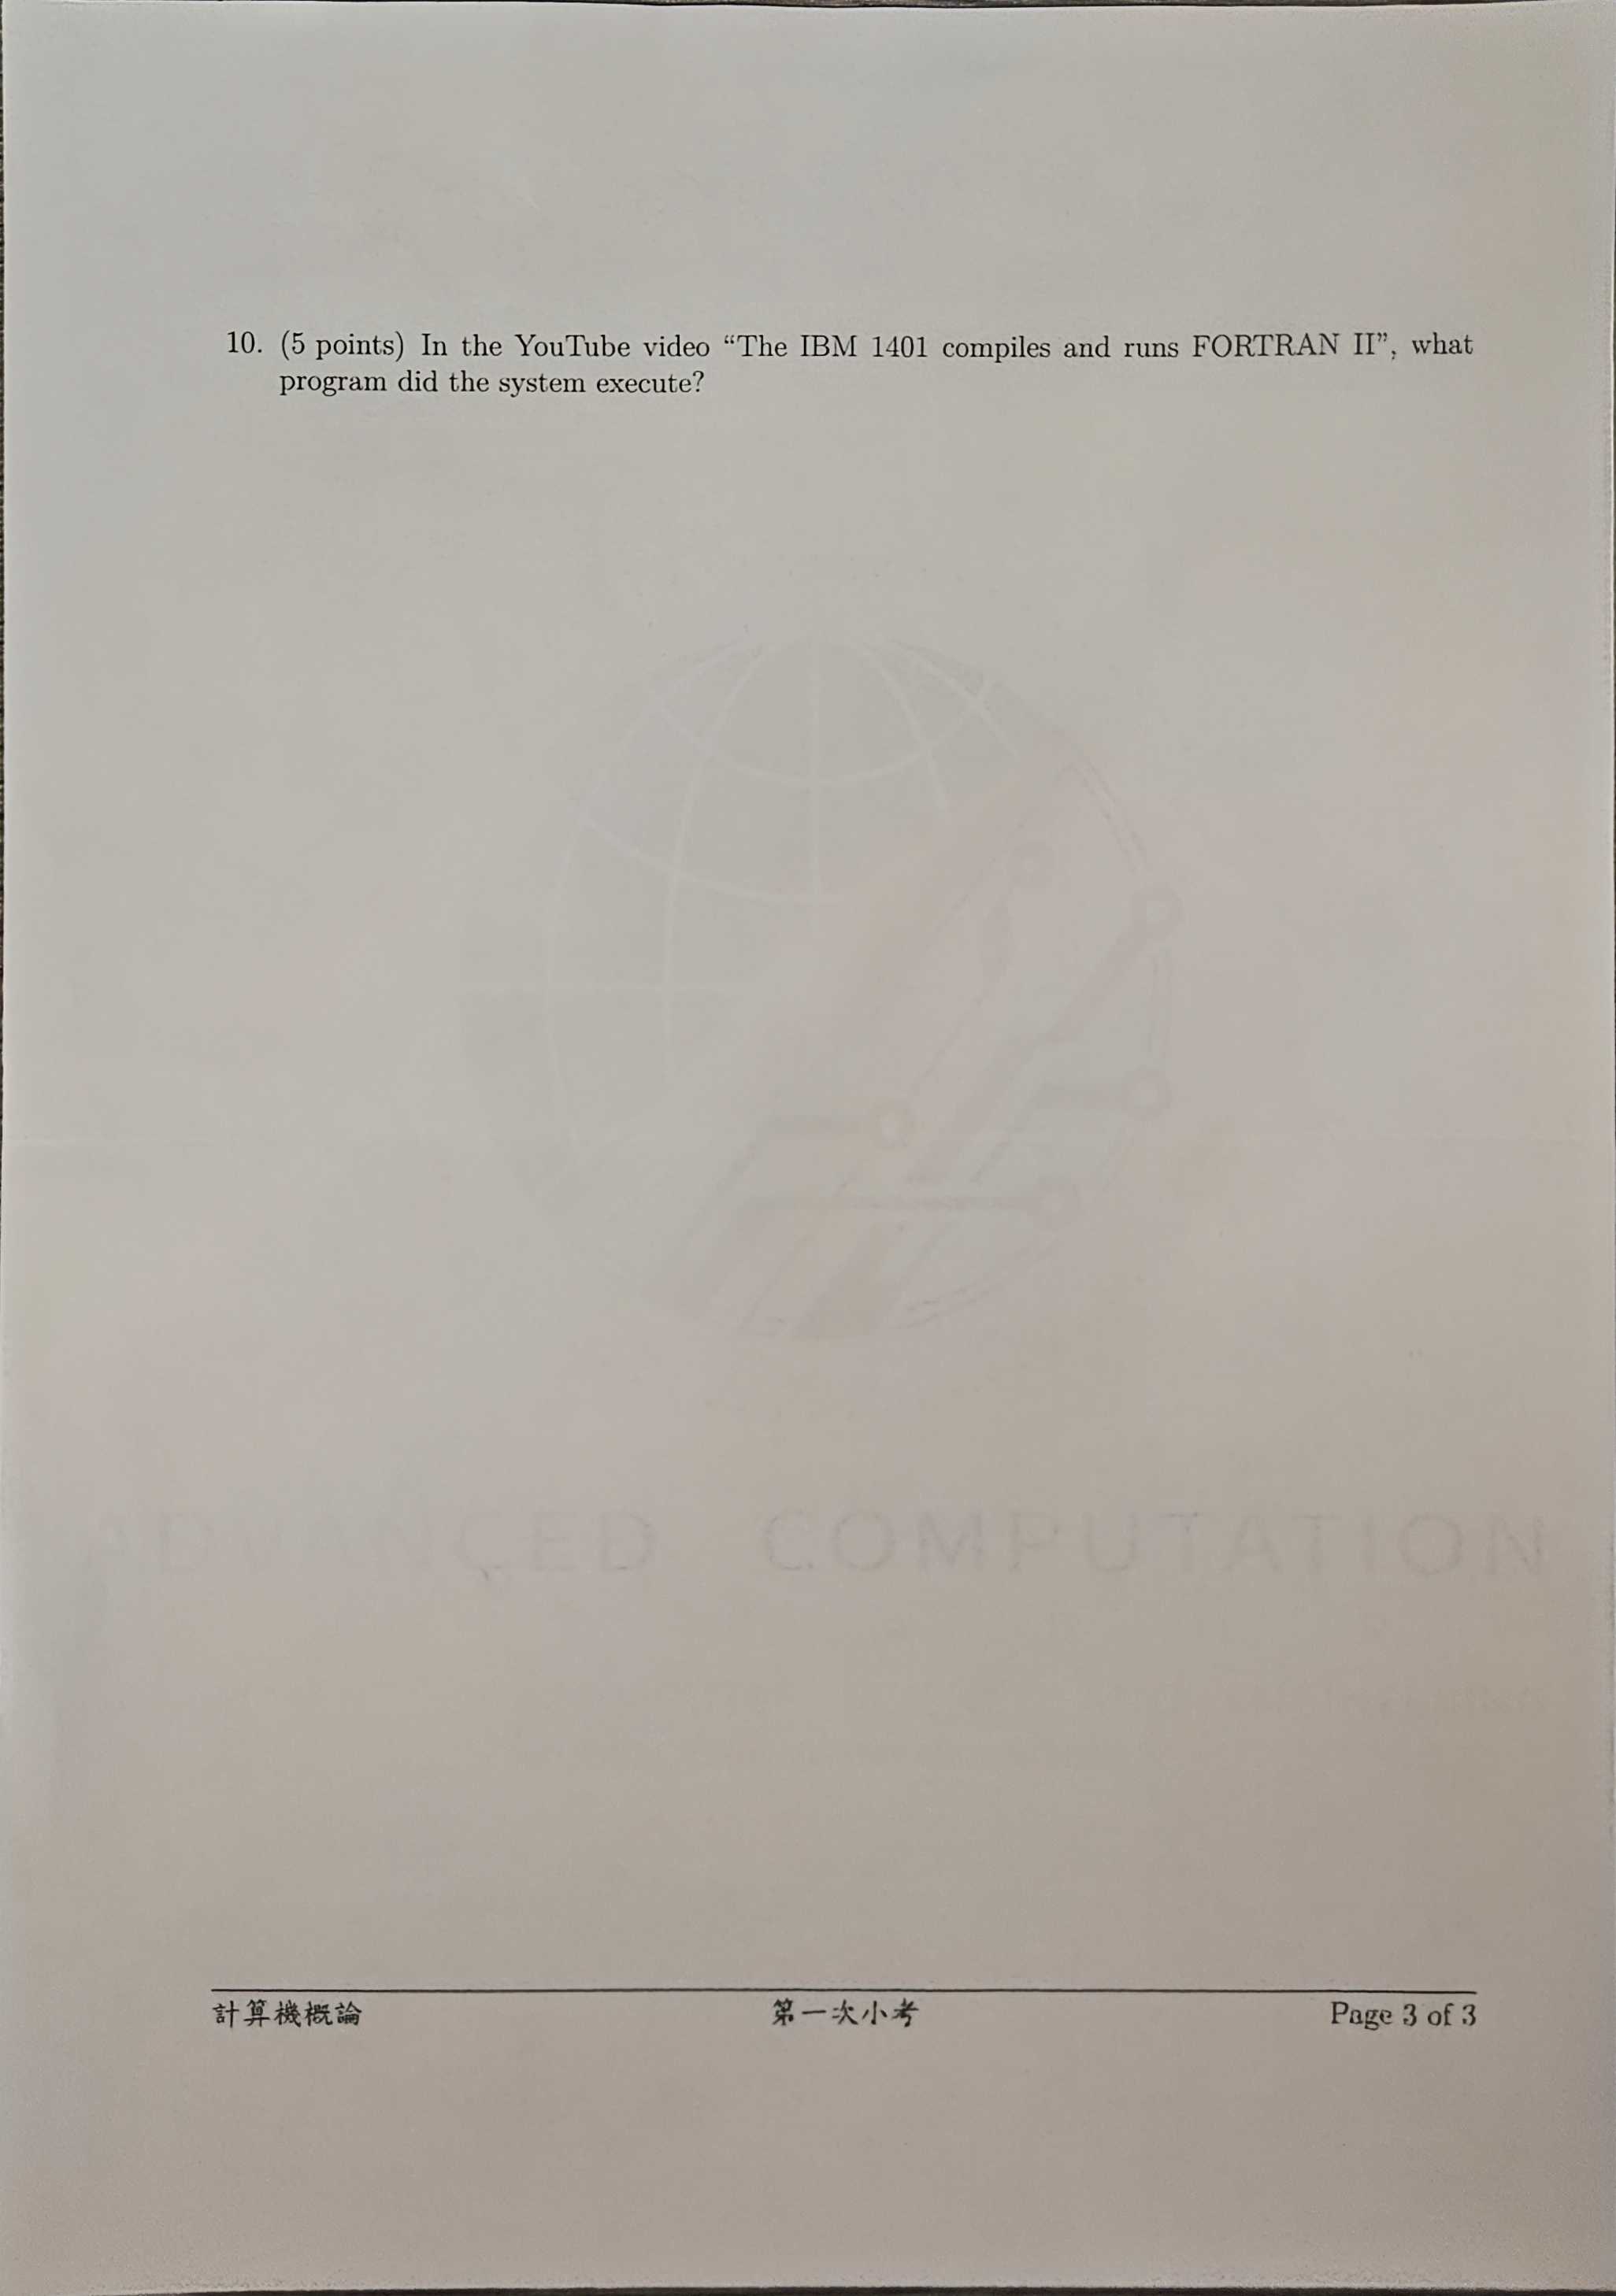 10. (5 points) In the YouTube video “The IBM 1401 compiles and runs FORTRAN II”, what
program did the system execute?
ADVANCED COMPUTATION
計算機概論 第一次小考 Page 3 of 3